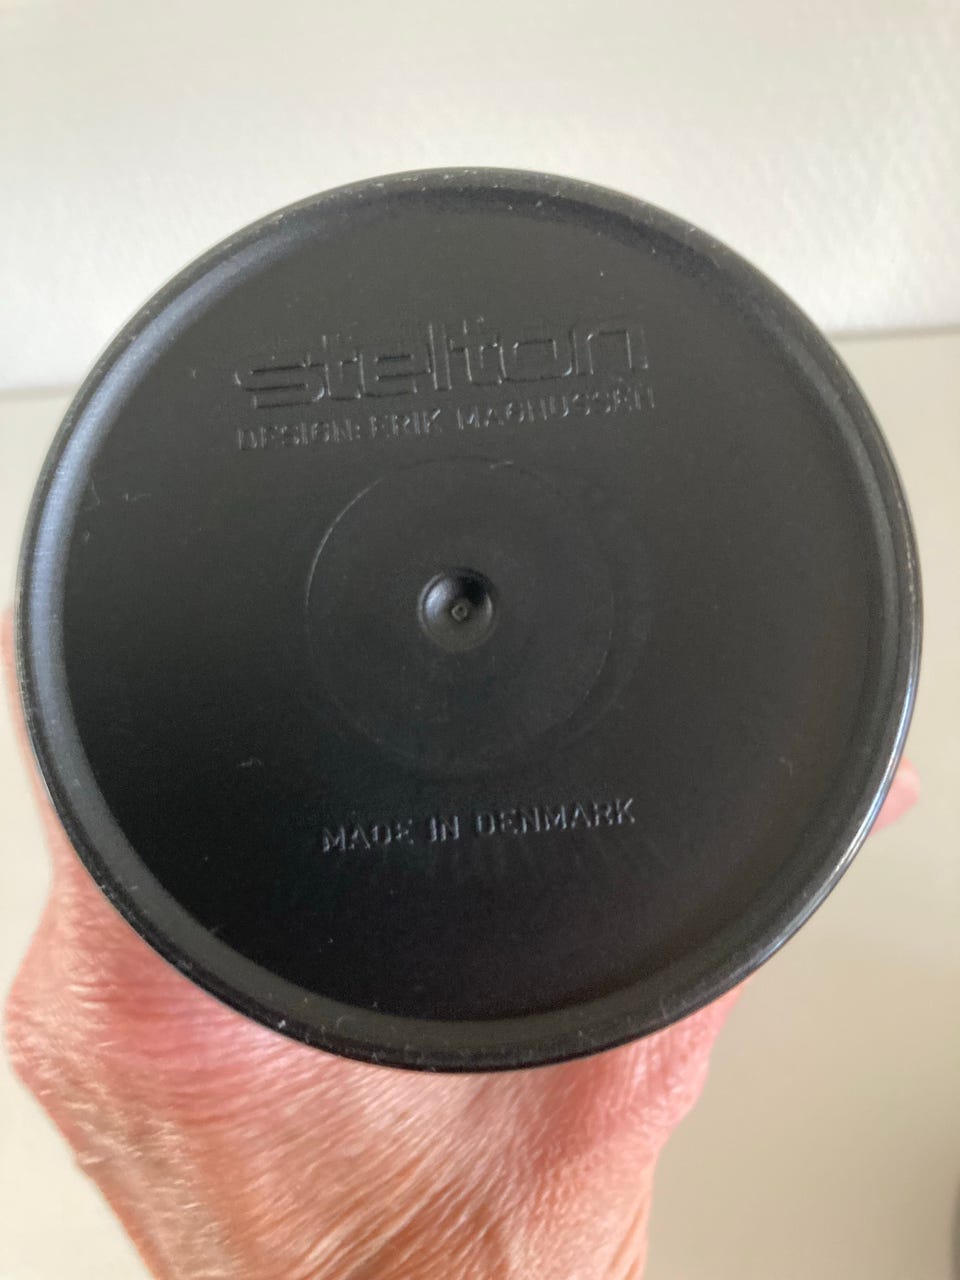 stelton
DESIGN: ERIK MAGNUSSEN
MADE IN DENMARK